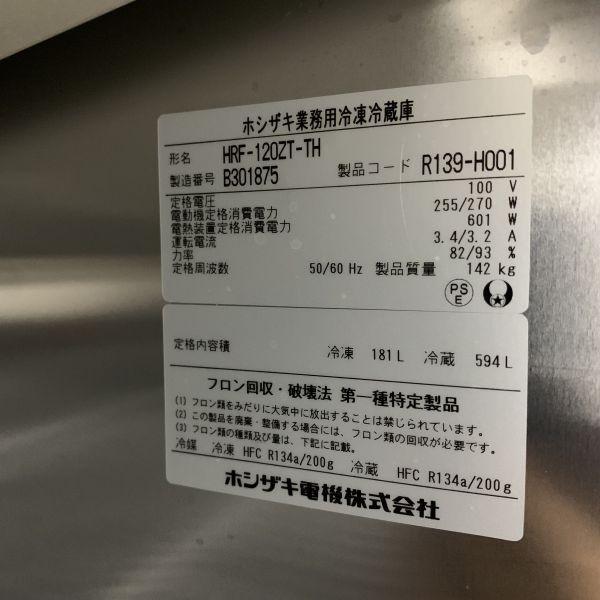 ホシザキ業務用冷凍冷蔵庫
形名 HRF-120ZT-TH
製造番号 B301875 製品コード R139-H001
定格電圧 100 V
電動機定格消費電力 255/270 W
電熱装置定格消費電力 601 W
運転電流 3.4/3.2 A
力率 82/93 %
定格周波数 50/60 Hz 製品質量 142 kg
PS
E
定格内容積 冷凍 181L 冷蔵 594L
フロン回収・破壊法 第一種特定製品
(1) フロン類をみだりに大気中に放出することは禁じられています。
(2) この製品を廃棄・整備する場合には、フロン類の回収が必要です。
(3) フロン類の種類及び量は、下記に記載。
冷媒 冷凍 HFC R134a/200g 冷蔵 HFC R134a/200g
ホシザキ電機株式会社